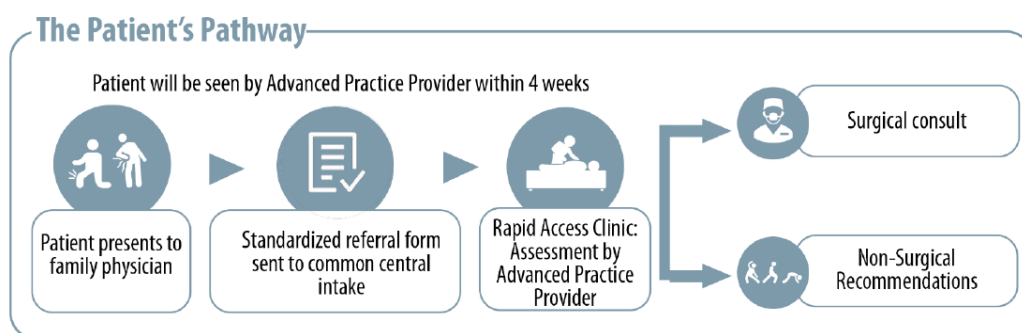 The Patient's Pathway
Patient will be seen by Advanced Practice Provider within 4 weeks
Patient presents to
family physician
Standardized referral form
sent to common central
intake
Rapid Access Clinic:
Assessment by
Advanced Practice
Provider
Surgical consult
Non-Surgical
Recommendations